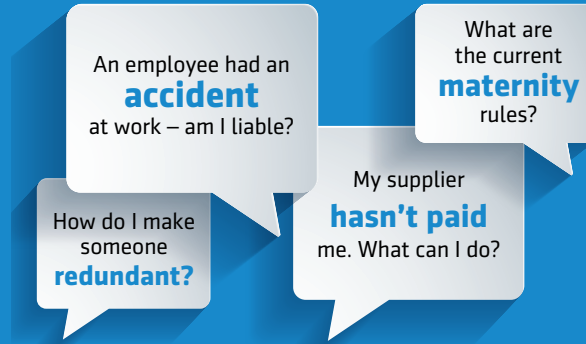 An employee had an
accident
at work – am I liable?
What are
the current
maternity
rules?
How do I make
someone
redundant?
My supplier
hasn't paid
me. What can I do?